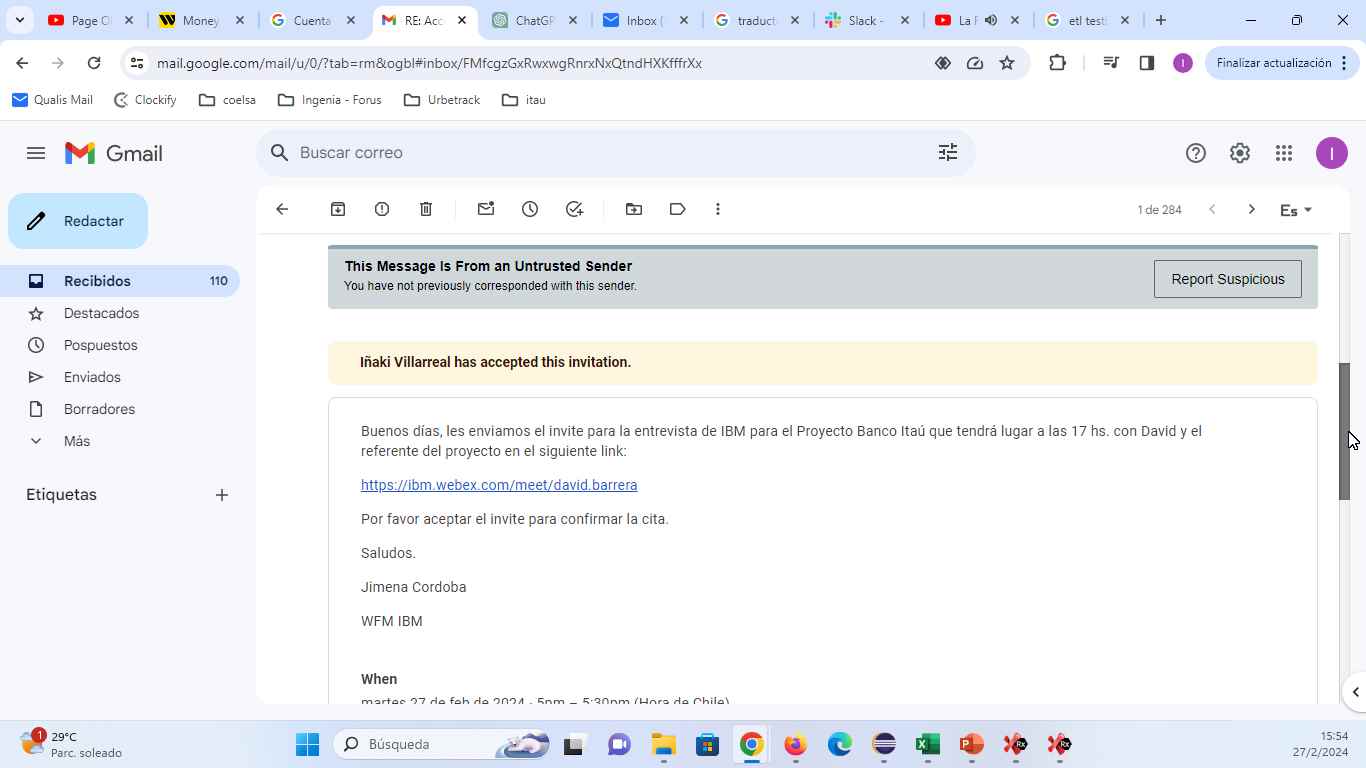 Page O
Money
Cuenta
RE: Acc
ChatGP
Inbox (
traduct
Slack -
La F
etl testi
mail.google.com/mail/u/0/?tab=rm&ogbl#inbox/FMfcgzGxRwxwgRnrxNxQtndHXKfffrXx
I
Finalizar actualización
Qualis Mail
Clockify
coelsa
Ingenia - Forus
Urbetrack
itau
Gmail
Buscar correo
I
Redactar
1 de 284
Es
Recibidos 110
Destacados
Pospuestos
Enviados
Borradores
Más
Etiquetas
This Message Is From an Untrusted Sender
You have not previously corresponded with this sender.
Report Suspicious
Iñaki Villarreal has accepted this invitation.
Buenos días, les enviamos el invite para la entrevista de IBM para el Proyecto Banco Itaú que tendrá lugar a las 17 hs. con David y el
referente del proyecto en el siguiente link:
https://ibm.webex.com/meet/david.barrera
Por favor aceptar el invite para confirmar la cita.
Saludos.
Jimena Cordoba
WFM IBM
When
martes 27 de feb de 2024 · 5pm – 5:30pm (Hora de Chile)
1
29°C
Parc. soleado
Búsqueda
15:54
27/2/2024